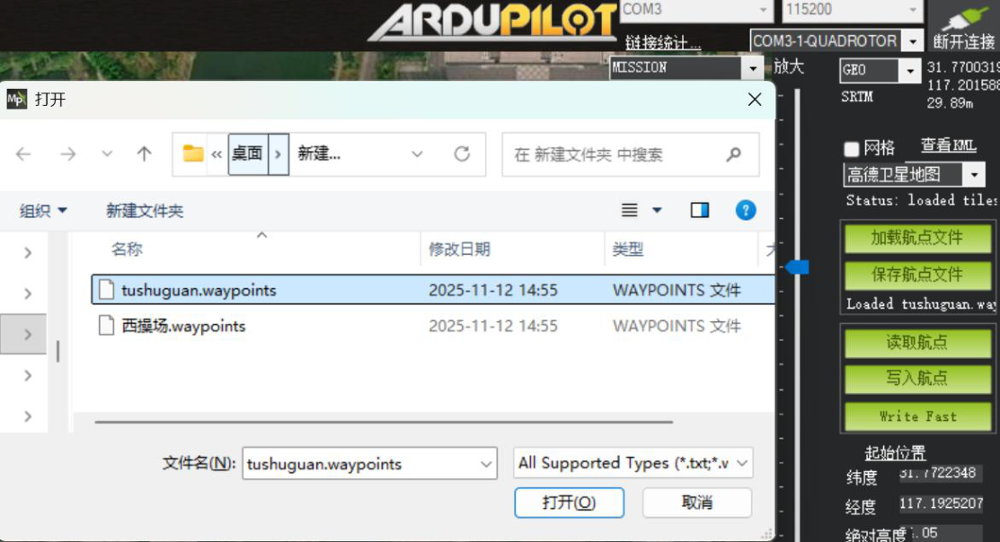 ARDUPILOT
COM3
115200
链接统计...
COM3-1-QUADROTOR
断开连接
MISSION
放大
GEO
31.7700319
117.201588
29.89m
SRTM
Mp 打开
« 桌面 › 新建...
在 新建文件夹 中搜索
网格
查看KML
高德卫星地图
Status: loaded tiles
组织
新建文件夹
?
名称
修改日期
类型
加载航点文件
保存航点文件
Loaded tushuguan.way
tushuguan.waypoints
2025-11-12 14:55
WAYPOINTS 文件
西操场.waypoints
2025-11-12 14:55
WAYPOINTS 文件
读取航点
写入航点
Write Fast
起始位置
纬度
31.7722348
经度
117.1925207
绝对高度
.05
文件名(N):
tushuguan.waypoints
All Supported Types (*.txt;*.v
打开(O)
取消